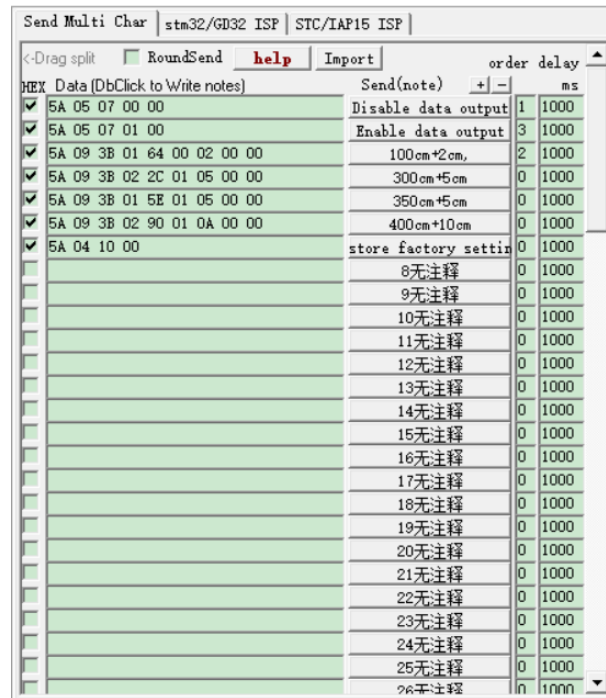 Send Multi Char stm32/GD32 ISP STC/IAP15 ISP
<-Drag split RoundSend help Import order delay
HEX Data (DbClick to Write notes) Send(note) + - ms
5A 05 07 00 00 Disable data output 1 1000
5A 05 07 01 00 Enable data output 3 1000
5A 09 3B 01 64 00 02 00 00 100cm+2cm, 2 1000
5A 09 3B 02 2C 01 05 00 00 300cm+5cm 0 1000
5A 09 3B 01 5E 01 05 00 00 350cm+5cm 0 1000
5A 09 3B 02 90 01 0A 00 00 400cm+10cm 0 1000
5A 04 10 00 store factory settin 0 1000
8无注释 0 1000
9无注释 0 1000
10无注释 0 1000
11无注释 0 1000
12无注释 0 1000
13无注释 0 1000
14无注释 0 1000
15无注释 0 1000
16无注释 0 1000
17无注释 0 1000
18无注释 0 1000
19无注释 0 1000
20无注释 0 1000
21无注释 0 1000
22无注释 0 1000
23无注释 0 1000
24无注释 0 1000
25无注释 0 1000
26无注释 0 1000